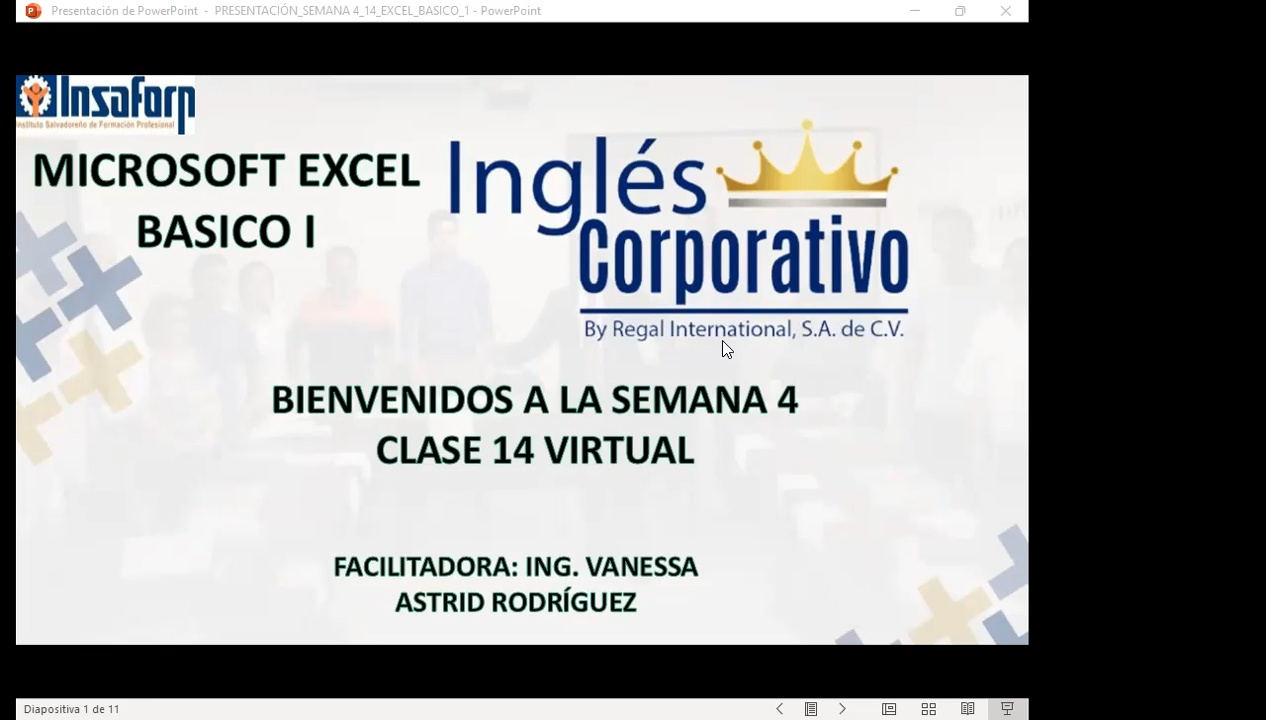 Presentación de PowerPoint - PRESENTACIÓN_SEMANA 4_14_EXCEL_BASICO_1 - PowerPoint
Insaforp
Instituto Salvadoreño de Formación Profesional
MICROSOFT EXCEL
BASICO I
Inglés
Corporativo
By Regal International, S.A. de C.V.
BIENVENIDOS A LA SEMANA 4
CLASE 14 VIRTUAL
FACILITADORA: ING. VANESSA
ASTRID RODRÍGUEZ
Diapositiva 1 de 11